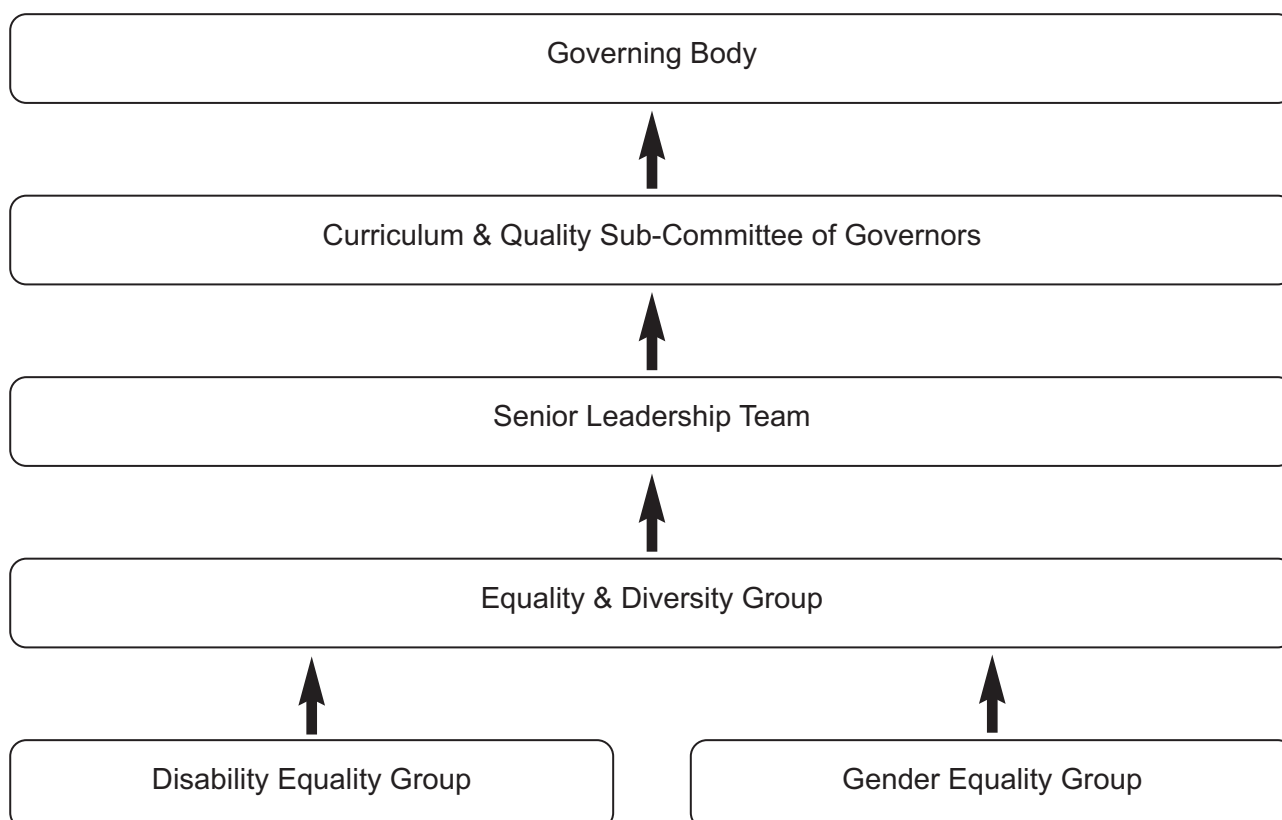 Governing Body
Curriculum & Quality Sub-Committee of Governors
Senior Leadership Team
Equality & Diversity Group
Disability Equality Group
Gender Equality Group